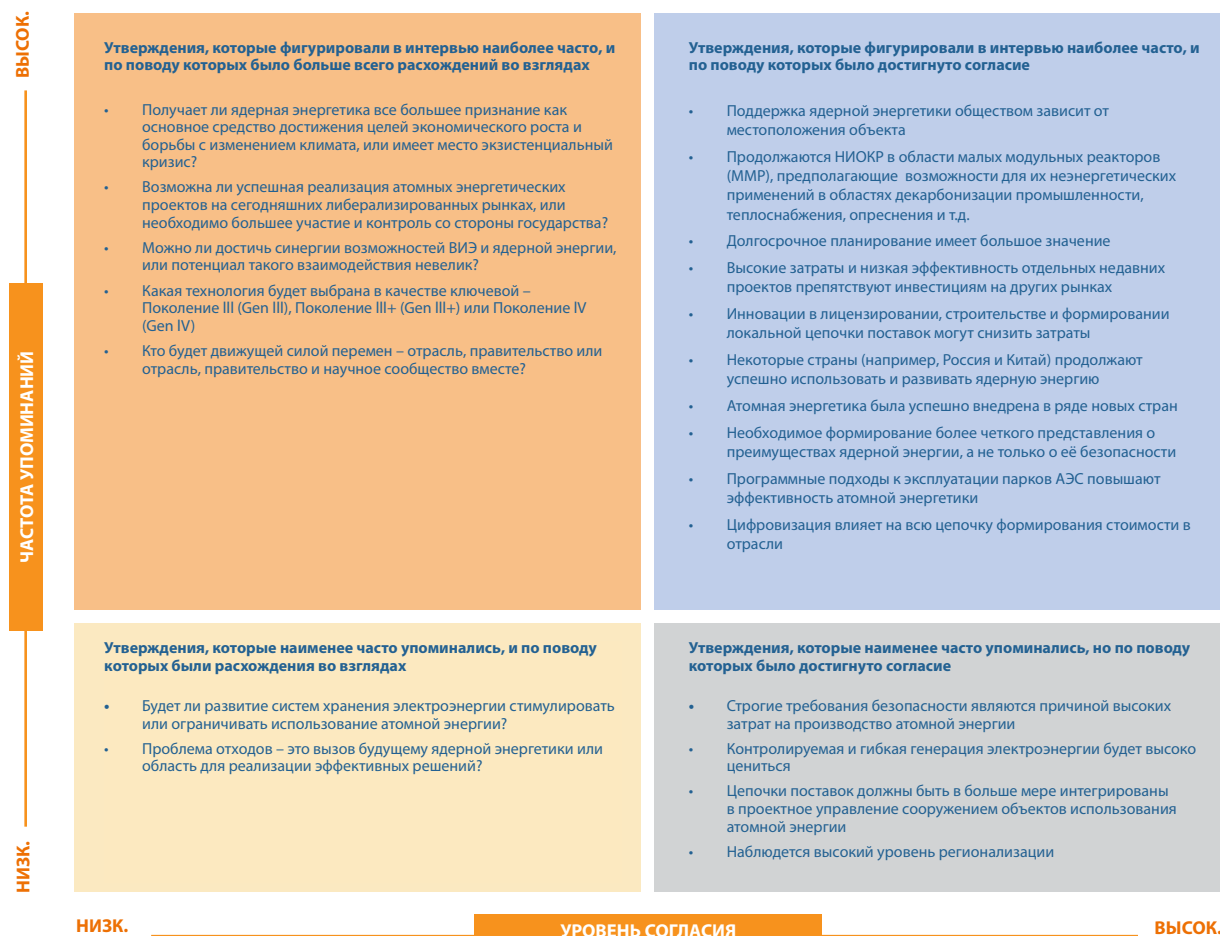 ВЫСОК.
ЧАСТОТА УПОМИНАНИЙ
НИЗК.
Утверждения, которые фигурировали в интервью наиболее часто, и
по поводу которых было больше всего расхождений во взглядах
• Получает ли ядерная энергетика все большее признание как
основное средство достижения целей экономического роста и
борьбы с изменением климата, или имеет место экзистенциальный
кризис?
• Возможна ли успешная реализация атомных энергетических
проектов на сегодняшних либерализированных рынках, или
необходимо большее участие и контроль со стороны государства?
• Можно ли достичь синергии возможностей ВИЭ и ядерной энергии,
или потенциал такого взаимодействия невелик?
• Какая технология будет выбрана в качестве ключевой –
Поколение III (Gen III), Поколение III+ (Gen III+) или Поколение IV
(Gen IV)
• Кто будет движущей силой перемен – отрасль, правительство или
отрасль, правительство и научное сообщество вместе?
Утверждения, которые фигурировали в интервью наиболее часто, и
по поводу которых было достигнуто согласие
• Поддержка ядерной энергетики обществом зависит от
местоположения объекта
• Продолжаются НИОКР в области малых модульных реакторов
(ММР), предполагающие возможности для их неэнергетических
применений в областях декарбонизации промышленности,
теплоснабжения, опреснения и т.д.
• Долгосрочное планирование имеет большое значение
• Высокие затраты и низкая эффективность отдельных недавних
проектов препятствуют инвестициям на других рынках
• Инновации в лицензировании, строительстве и формировании
локальной цепочки поставок могут снизить затраты
• Некоторые страны (например, Россия и Китай) продолжают
успешно использовать и развивать ядерную энергию
• Атомная энергетика была успешно внедрена в ряде новых стран
• Необходимое формирование более четкого представления о
преимуществах ядерной энергии, а не только о её безопасности
• Программные подходы к эксплуатации парков АЭС повышают
эффективность атомной энергетики
• Цифровизация влияет на всю цепочку формирования стоимости в
отрасли
Утверждения, которые наименее часто упоминались, и по поводу
которых были расхождения во взглядах
• Будет ли развитие систем хранения электроэнергии стимулировать
или ограничивать использование атомной энергии?
• Проблема отходов – это вызов будущему ядерной энергетики или
область для реализации эффективных решений?
Утверждения, которые наименее часто упоминались, но по поводу
которых было достигнуто согласие
• Строгие требования безопасности являются причиной высоких
затрат на производство атомной энергии
• Контролируемая и гибкая генерация электроэнергии будет высоко
цениться
• Цепочки поставок должны быть в больше мере интегрированы
в проектное управление сооружением объектов использования
атомной энергии
• Наблюдется высокий уровень регионализации
НИЗК.
УРОВЕНЬ СОГЛАСИЯ
ВЫСОК.